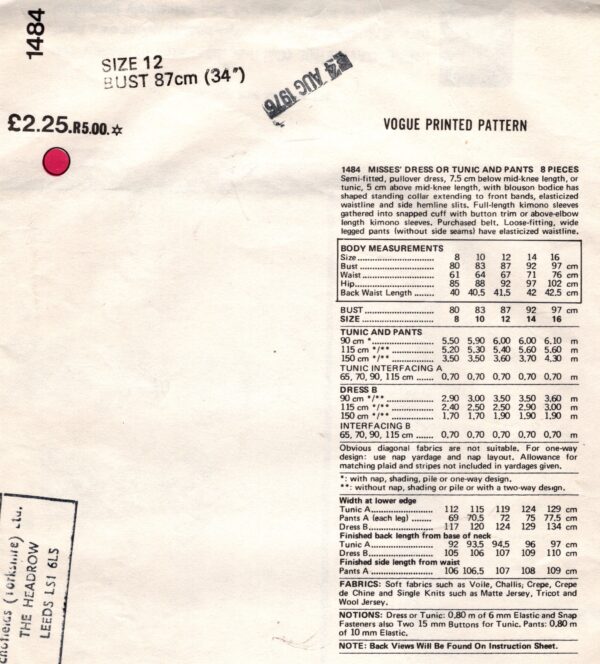 1484
SIZE 12
BUST 87cm (34")
AUG 1976
£2.25.R5.00.☆
VOGUE PRINTED PATTERN
1484 MISSES' DRESS OR TUNIC AND PANTS 8 PIECES
Semi-fitted, pullover dress, 7.5 cm below mid-knee length, or
tunic, 5 cm above mid-knee length, with blouson bodice has
shaped standing collar extending to front bands, elasticized
waistline and side hemline slits. Full-length kimono sleeves
gathered into snapped cuff with button trim or above-elbow
length kimono sleeves. Purchased belt. Loose-fitting, wide
legged pants (without side seams) have elasticized waistline.
BODY MEASUREMENTS
Size 8 10 12 14 16
Bust 80 83 87 92 97 cm
Waist 61 64 67 71 76 cm
Hip 85 88 92 97 102 cm
Back Waist Length 40 40,5 41,5 42 42,5 cm
BUST 80 83 87 92 97 cm
SIZE 8 10 12 14 16
TUNIC AND PANTS
90 cm * 5,50 5,90 6,00 6,00 6,10 m
115 cm */** 5,20 5,30 5,40 5,60 5,60 m
150 cm */** 3,50 3,50 3,60 3,70 4,30 m
TUNIC INTERFACING A
65, 70, 90, 115 cm 0,70 0,70 0,70 0,70 0,70 m
DRESS B
90 cm */** 2,90 3,00 3,50 3,50 3,60 m
115 cm */** 2,40 2,50 2,50 2,90 3,00 m
150 cm */** 1,70 1,70 1,90 1,90 1,90 m
INTERFACING B
65, 70, 90, 115 cm 0,70 0,70 0,70 0,70 0,70 m
Obvious diagonal fabrics are not suitable. For one-way
design: use nap yardage and nap layout. Allowance for
matching plaid and stripes not included in yardages given.
*: with nap, shading, pile or one-way design.
**: without nap, shading or pile or with a two-way design.
Width at lower edge
Tunic A 112 115 119 124 129 cm
Pants A (each leg) 69 70,5 72 75 77,5 cm
Dress B 117 120 124 129 134 cm
Finished back length from base of neck
Tunic A 92 93,5 94,5 96 97 cm
Dress B 105 106 107 109 110 cm
Finished side length from waist
Pants A 106 106,5 107 108 109 cm
FABRICS: Soft fabrics such as Voile, Challis; Crepe, Crepe
de Chine and Single Knits such as Matte Jersey, Tricot and
Wool Jersey.
NOTIONS: Dress or Tunic: 0,80 m of 6 mm Elastic and Snap
Fasteners also Two 15 mm Buttons for Tunic. Pants: 0,80 m
of 10 mm Elastic.
NOTE: Back Views Will Be Found On Instruction Sheet.
(Yorkshire) Ltd.
THE HEADROW
LEEDS LS1 6LS